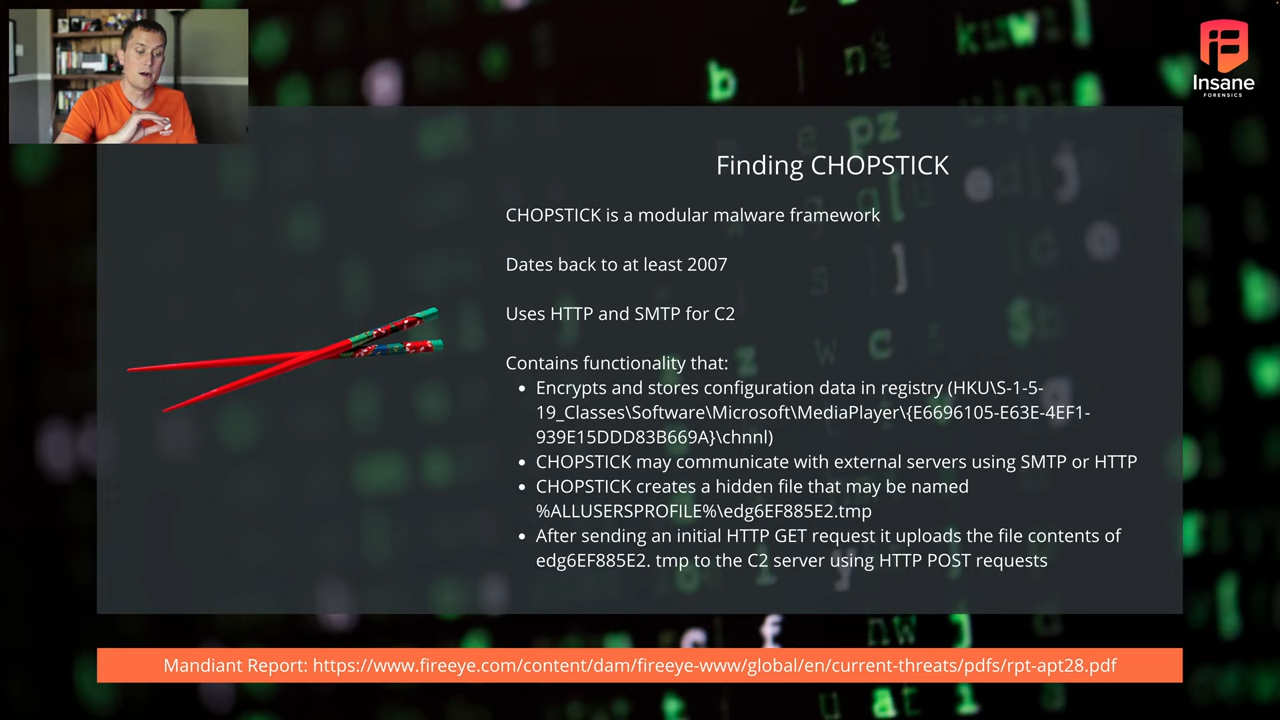 Insane
FORENSICS
Finding CHOPSTICK
CHOPSTICK is a modular malware framework
Dates back to at least 2007
Uses HTTP and SMTP for C2
Contains functionality that:
• Encrypts and stores configuration data in registry (HKU\S-1-5-
19_Classes\Software\Microsoft\MediaPlayer\{E6696105-E63E-4EF1-
939E15DDD83B669A}\chnnl)
• CHOPSTICK may communicate with external servers using SMTP or HTTP
• CHOPSTICK creates a hidden file that may be named
%ALLUSERSPROFILE%\edg6EF885E2.tmp
• After sending an initial HTTP GET request it uploads the file contents of
edg6EF885E2. tmp to the C2 server using HTTP POST requests
Mandiant Report: https://www.fireeye.com/content/dam/fireeye-www/global/en/current-threats/pdfs/rpt-apt28.pdf